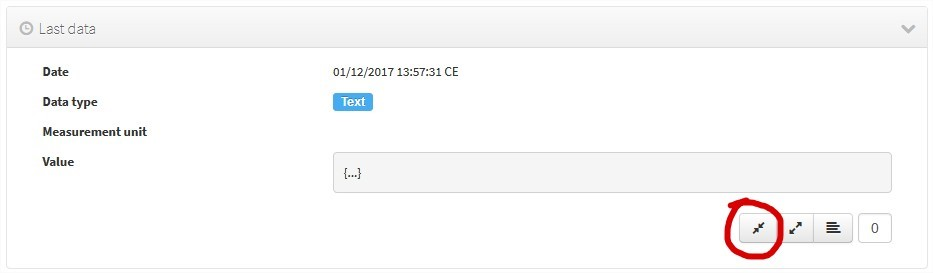 Last data
Date 01/12/2017 13:57:31 CE
Data type Text
Measurement unit
Value {...}
0